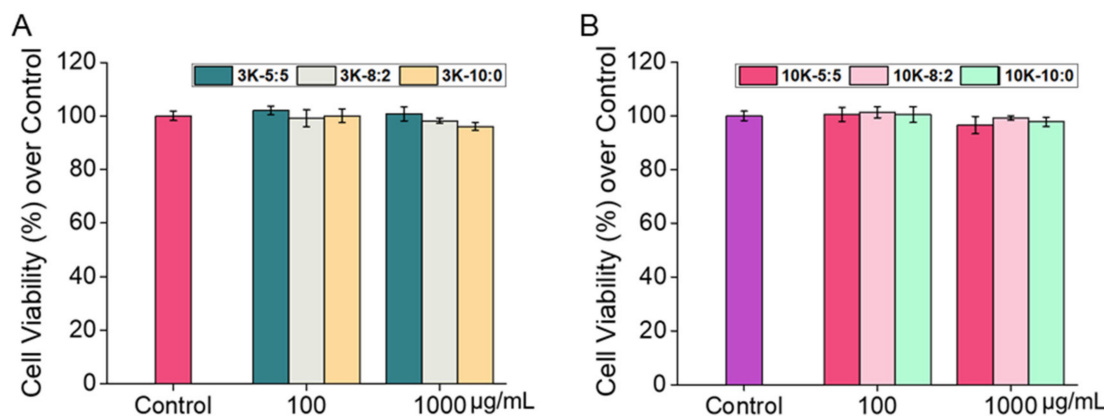 A
Cell Viability (%) over Control
120
100
80
60
40
20
0
3K-5:5 3K-8:2 3K-10:0
Control 100 1000 µg/mL
B
Cell Viability (%) over Control
120
100
80
60
40
20
0
10K-5:5 10K-8:2 10K-10:0
Control 100 1000 µg/mL